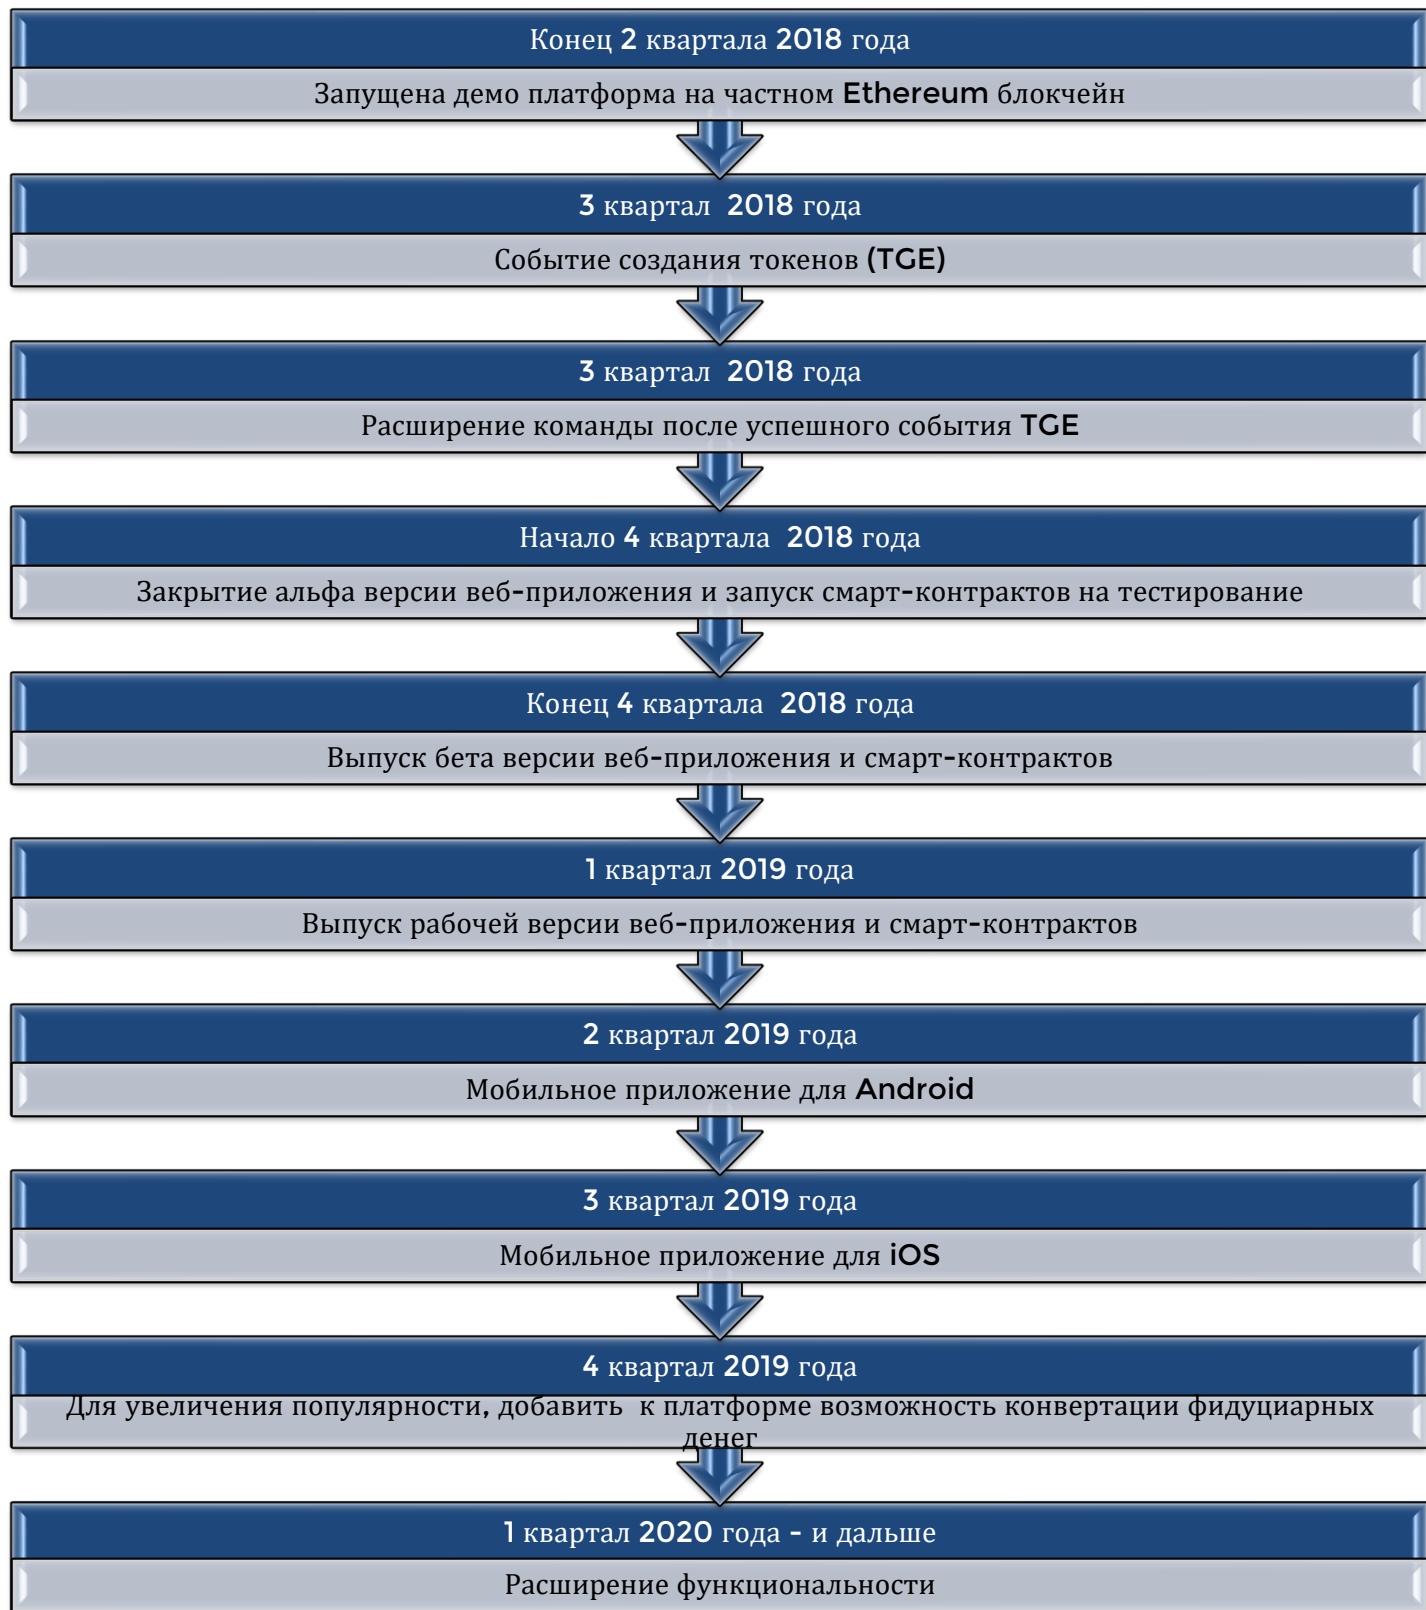 Конец 2 квартала 2018 года
Запущена демо платформа на частном Ethereum блокчейн
3 квартал 2018 года
Событие создания токенов (TGE)
3 квартал 2018 года
Расширение команды после успешного события TGE
Начало 4 квартала 2018 года
Закрытие альфа версии веб-приложения и запуск смарт-контрактов на тестирование
Конец 4 квартала 2018 года
Выпуск бета версии веб-приложения и смарт-контрактов
1 квартал 2019 года
Выпуск рабочей версии веб-приложения и смарт-контрактов
2 квартал 2019 года
Мобильное приложение для Android
3 квартал 2019 года
Мобильное приложение для iOS
4 квартал 2019 года
Для увеличения популярности, добавить к платформе возможность конвертации фидуциарных
денег
1 квартал 2020 года - и дальше
Расширение функциональности